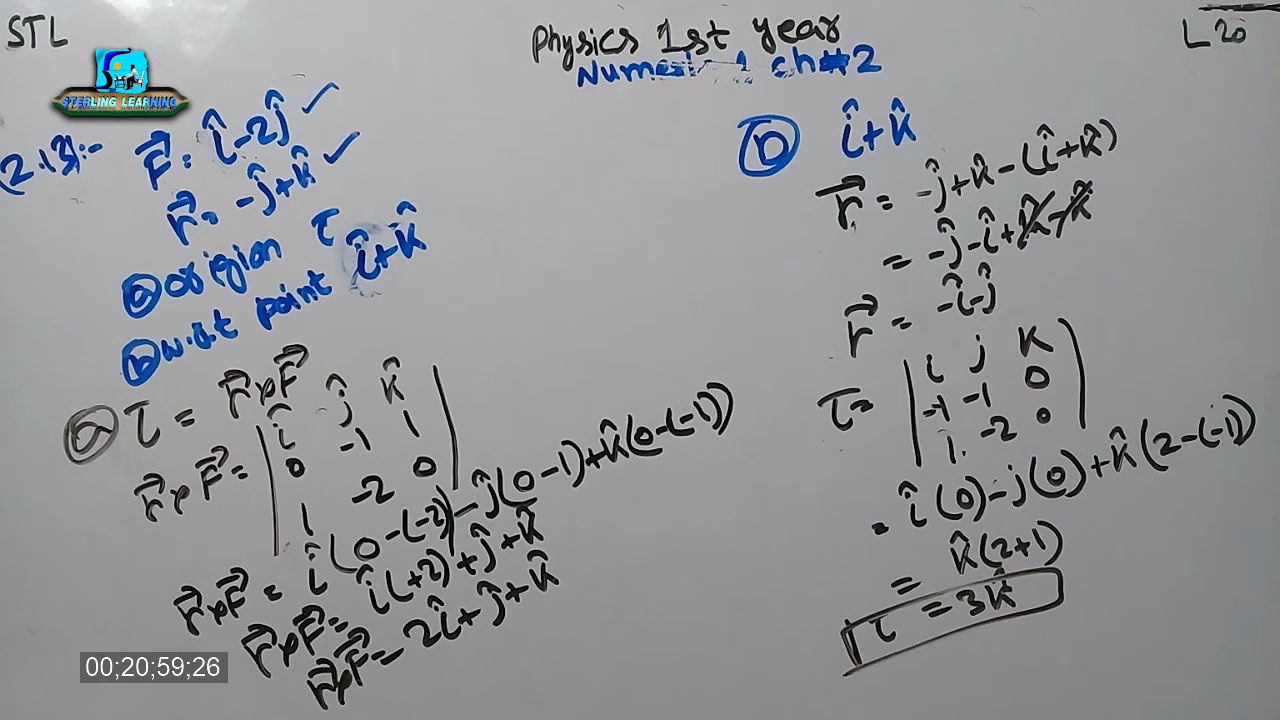 STL
Physics 1st year
L 20
ch#2
STERLING LEARNING
(2.13):- F⃗ = î-2ĵ ✓
r⃗ = -ĵ+k̂ ✓
ⓐ origion τ
ⓑ w.r.t point î+k̂
ⓐ τ = r⃗×F⃗
r⃗×F⃗ = | î ĵ k̂
0 -1 1
1 -2 0 |
r⃗×F⃗ = î(0-(-2))-ĵ(0-1)+k̂(0-(-1))
r⃗×F⃗ = î(+2)+ĵ+k̂
r⃗×F⃗ = 2î+ĵ+k̂
ⓑ î+k̂
r⃗ = -ĵ+k̂-(î+k̂)
= -ĵ-î+k̂-k̂
r⃗ = -î-ĵ
τ = | i j k
-1 -1 0
1 -2 0 |
= î(0)-j(0)+k̂(2-(-1))
= k̂(2+1)
τ = 3k̂
00;20;59;26